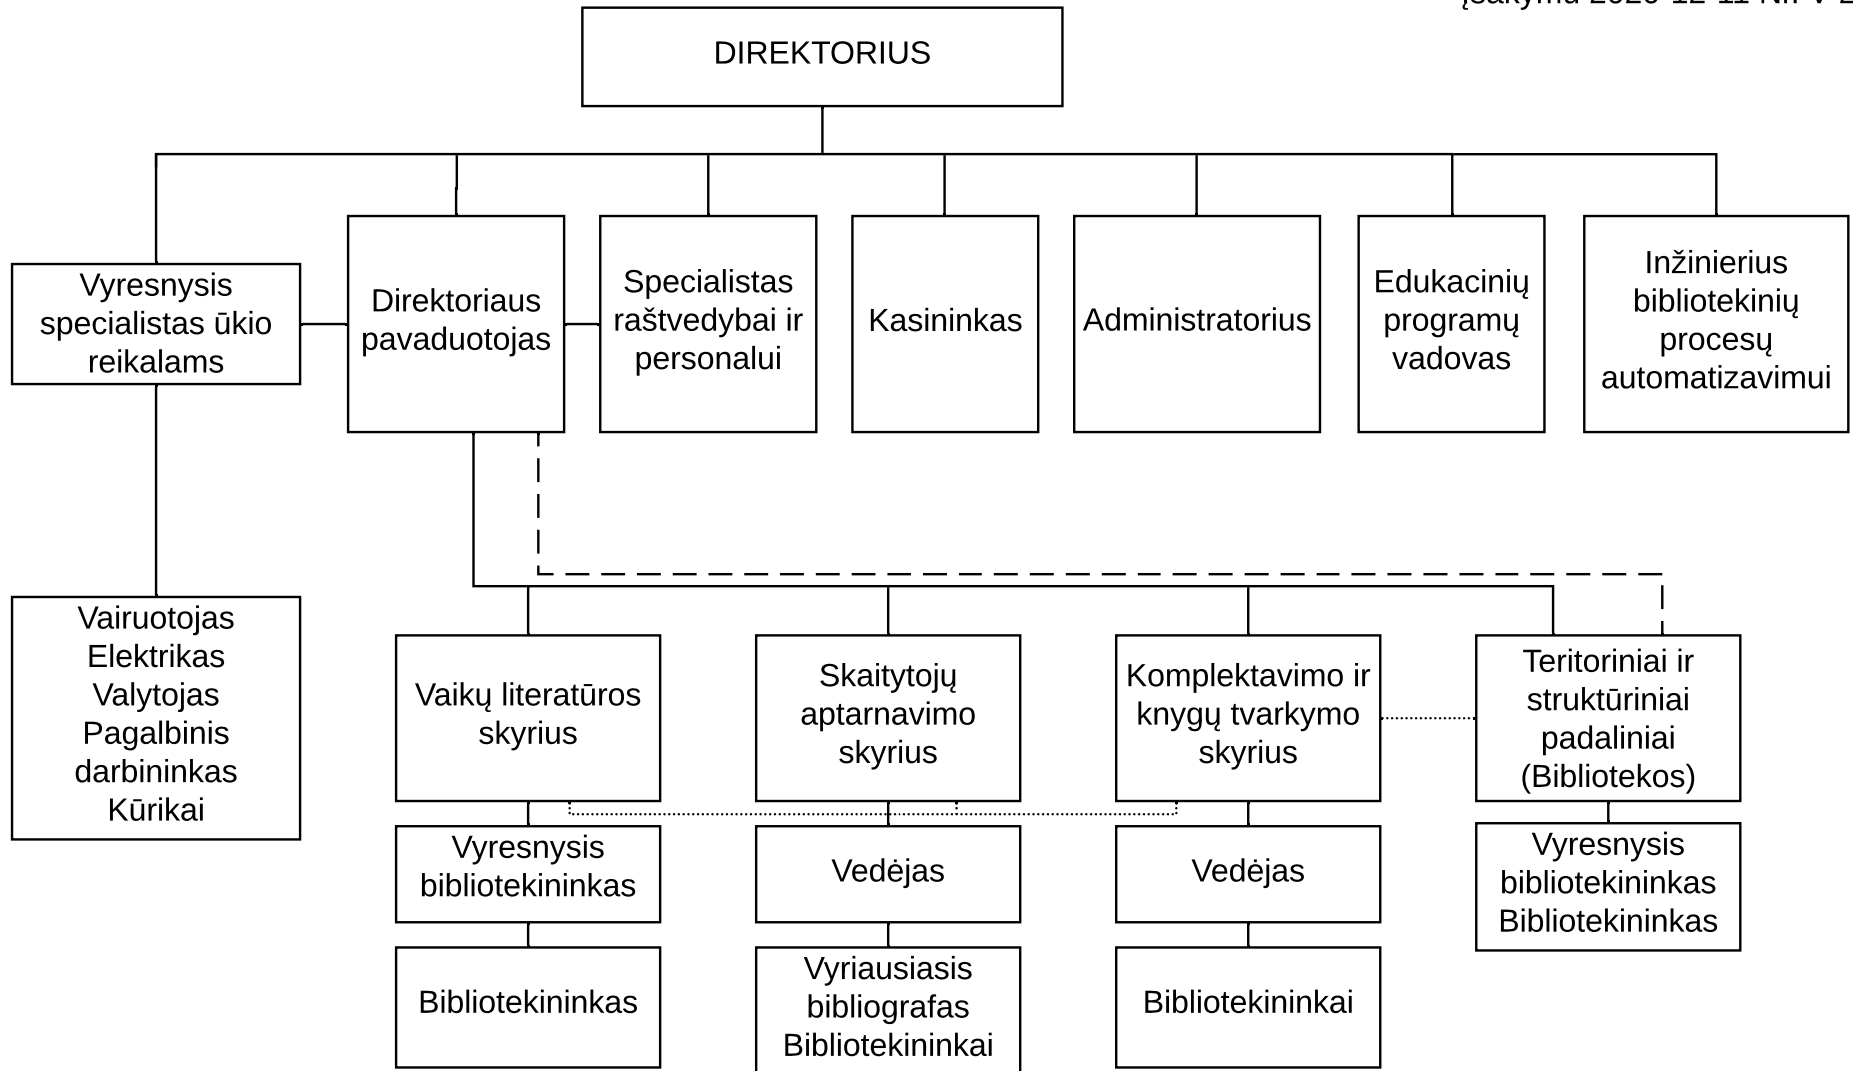 DIREKTORIUS
Vyresnysis
specialistas ūkio
reikalams
Direktoriaus
pavaduotojas
Specialistas
raštvedybai ir
personalui
Kasininkas
Administratorius
Edukacinių
programų
vadovas
Inžinierius
bibliotekinių
procesų
automatizavimui
Vairuotojas
Elektrikas
Valytojas
Pagalbinis
darbininkas
Kūrikai
Vaikų literatūros
skyrius
Skaitytojų
aptarnavimo
skyrius
Komplektavimo ir
knygų tvarkymo
skyrius
Teritoriniai ir
struktūriniai
padaliniai
(Bibliotekos)
Vyresnysis
bibliotekininkas
Vedėjas
Vedėjas
Vyresnysis
bibliotekininkas
Bibliotekininkas
Bibliotekininkas
Vyriausiasis
bibliografas
Bibliotekininkai
Bibliotekininkai